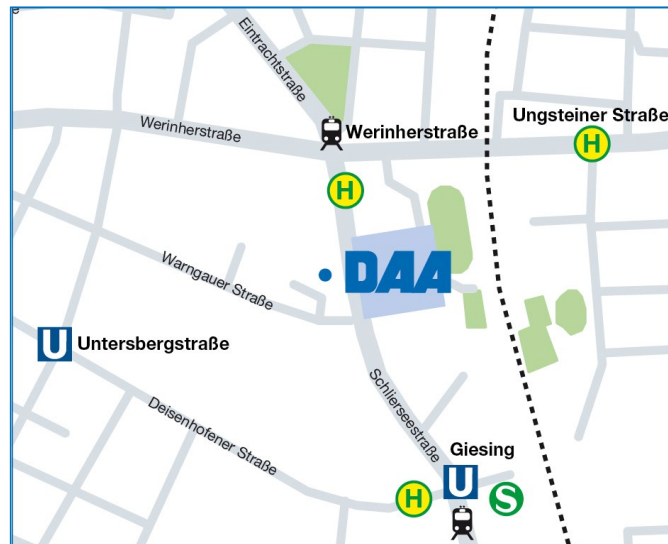 Eintrachtstraße
Ungsteiner Straße
Werinherstraße
Werinherstraße
H
H
Warngauer Straße
DAA
U
Untersbergstraße
Schlierseestraße
Deisenhofener Straße
Giesing
U
H
S